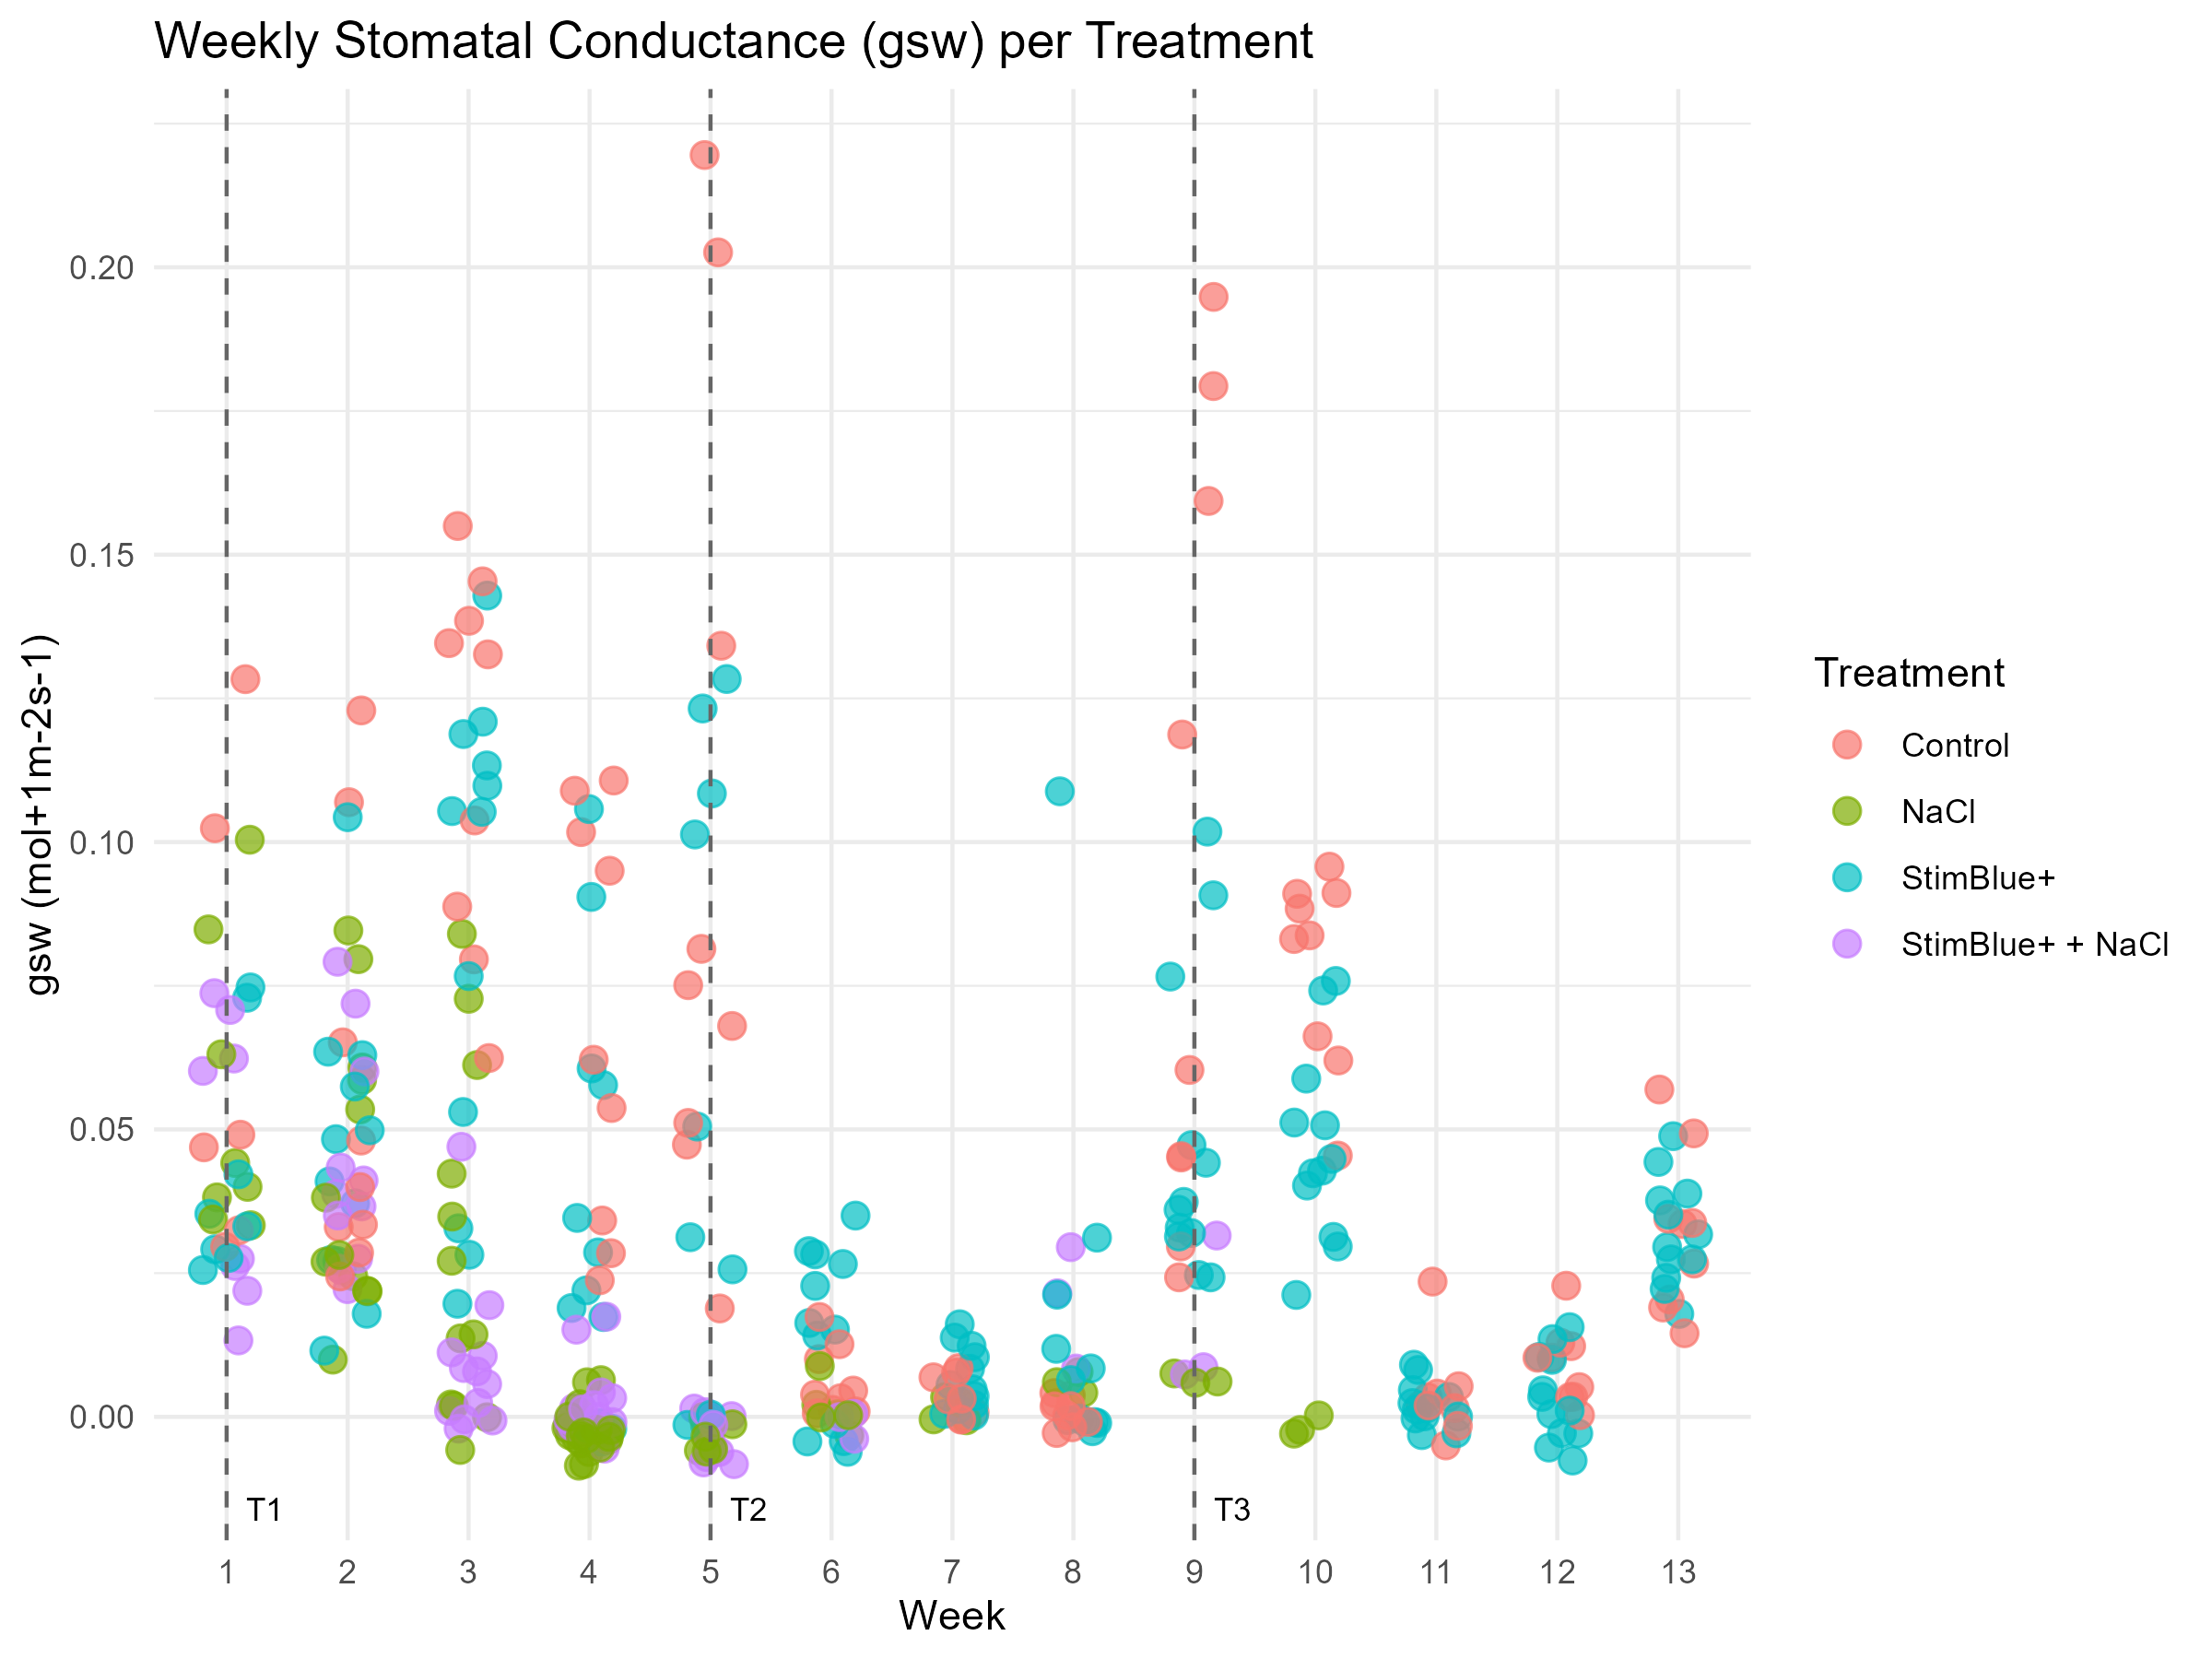 Weekly Stomatal Conductance (gsw) per Treatment
gsw (mol+1m-2s-1)
0.20
0.15
0.10
0.05
0.00
T1
T2
T3
1 2 3 4 5 6 7 8 9 10 11 12 13
Week
Treatment
Control
NaCl
StimBlue+
StimBlue+ + NaCl